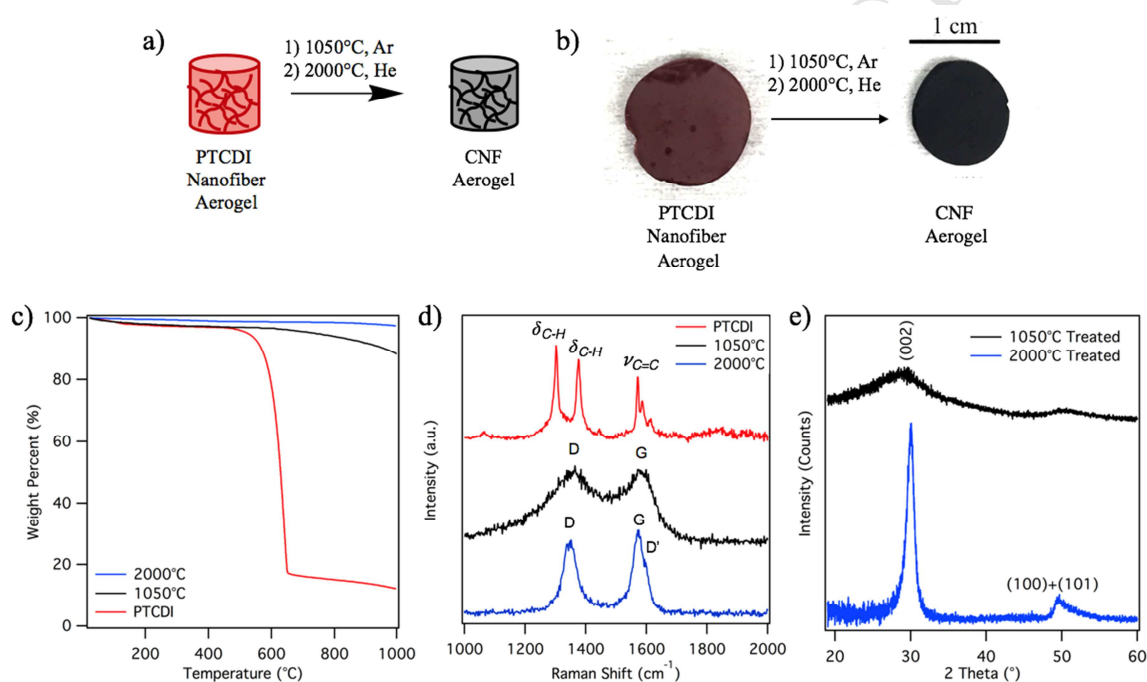 a)
1) 1050°C, Ar
2) 2000°C, He
PTCDI
Nanofiber
Aerogel
CNF
Aerogel
b)
1 cm
1) 1050°C, Ar
2) 2000°C, He
PTCDI
Nanofiber
Aerogel
CNF
Aerogel
c)
100
80
60
40
20
0
Weight Percent (%)
2000°C
1050°C
PTCDI
200
400
600
800
1000
Temperature (°C)
d)
δC-H
δC-H
νC=C
PTCDI
1050°C
2000°C
D
G
D
G
D'
Intensity (a.u.)
1000
1200
1400
1600
1800
2000
Raman Shift (cm⁻¹)
e)
(002)
1050°C Treated
2000°C Treated
(100)+(101)
Intensity (Counts)
20
30
40
50
60
2 Theta (°)